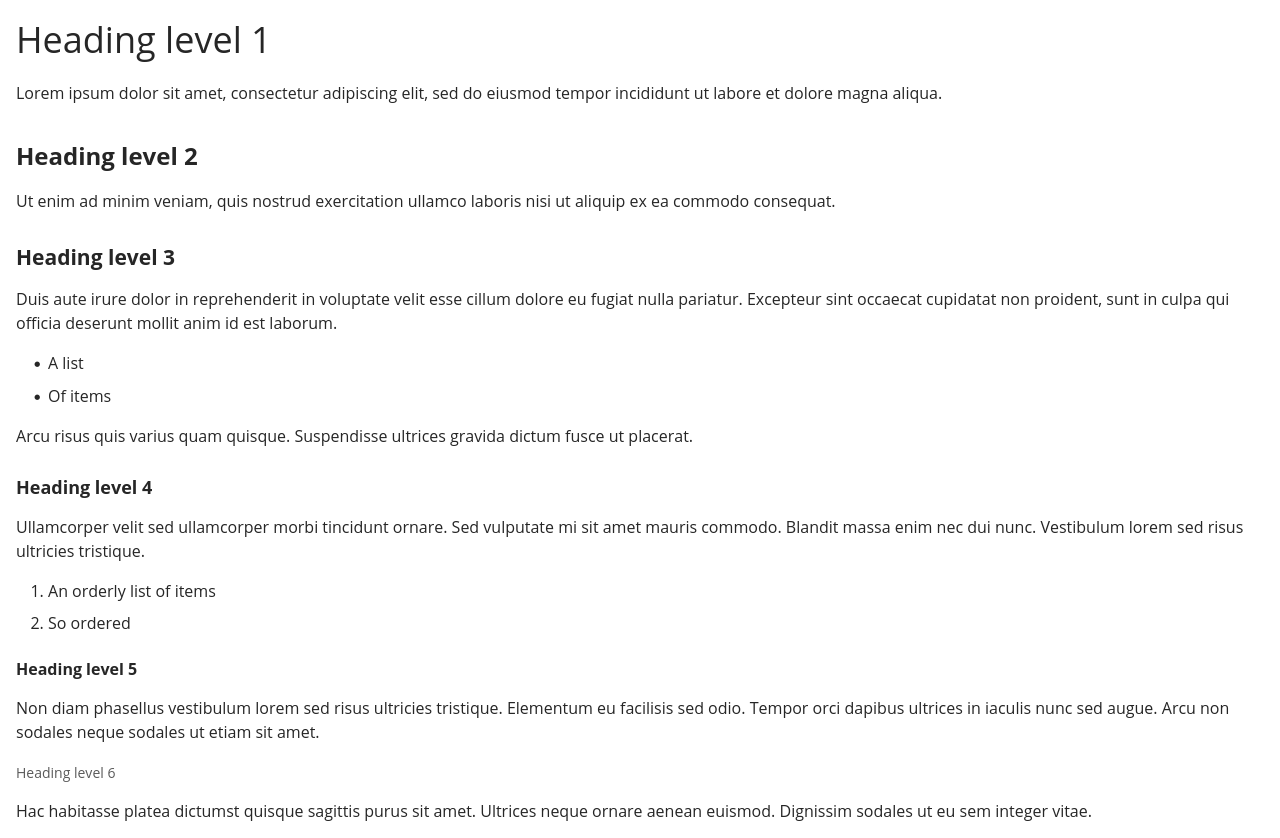 Heading level 1
Lorem ipsum dolor sit amet, consectetur adipiscing elit, sed do eiusmod tempor incididunt ut labore et dolore magna aliqua.
Heading level 2
Ut enim ad minim veniam, quis nostrud exercitation ullamco laboris nisi ut aliquip ex ea commodo consequat.
Heading level 3
Duis aute irure dolor in reprehenderit in voluptate velit esse cillum dolore eu fugiat nulla pariatur. Excepteur sint occaecat cupidatat non proident, sunt in culpa qui
officia deserunt mollit anim id est laborum.
• A list
• Of items
Arcu risus quis varius quam quisque. Suspendisse ultrices gravida dictum fusce ut placerat.
Heading level 4
Ullamcorper velit sed ullamcorper morbi tincidunt ornare. Sed vulputate mi sit amet mauris commodo. Blandit massa enim nec dui nunc. Vestibulum lorem sed risus
ultricies tristique.
1. An orderly list of items
2. So ordered
Heading level 5
Non diam phasellus vestibulum lorem sed risus ultricies tristique. Elementum eu facilisis sed odio. Tempor orci dapibus ultrices in iaculis nunc sed augue. Arcu non
sodales neque sodales ut etiam sit amet.
Heading level 6
Hac habitasse platea dictumst quisque sagittis purus sit amet. Ultrices neque ornare aenean euismod. Dignissim sodales ut eu sem integer vitae.